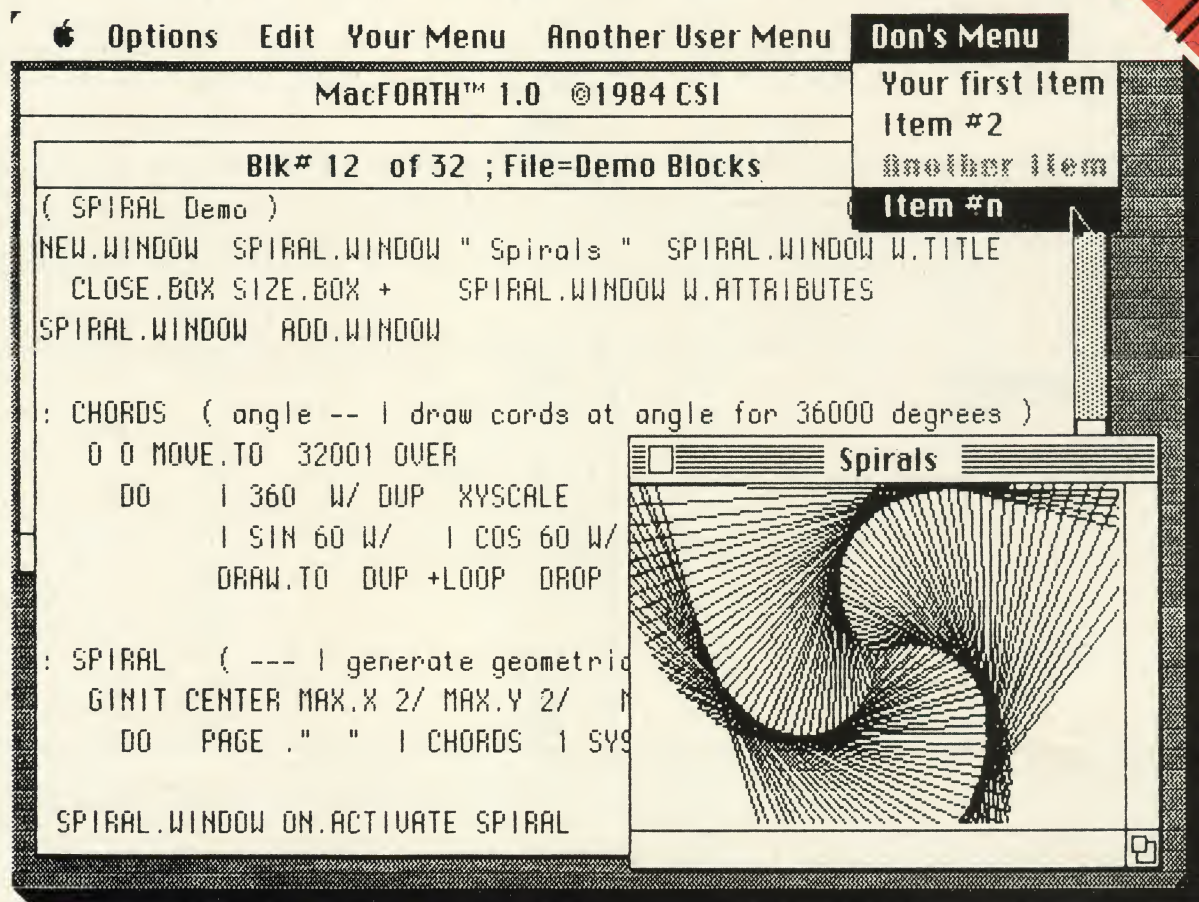 Options Edit Your Menu Another User Menu Don's Menu
Your first Item
Item #2
Another Item
Item #n
MacFORTH™ 1.0 ©1984 CSI
Blk# 12 of 32 ; File=Demo Blocks
( SPIRAL Demo ) (
NEW.WINDOW SPIRAL.WINDOW " Spirals " SPIRAL.WINDOW W.TITLE
CLOSE.BOX SIZE.BOX + SPIRAL.WINDOW W.ATTRIBUTES
SPIRAL.WINDOW ADD.WINDOW
: CHORDS ( angle -- | draw cords at angle for 36000 degrees )
0 0 MOVE.TO 32001 OVER
DO I 360 W/ DUP XYSCALE
I SIN 60 W/ I COS 60 W/
DRAW.TO DUP +LOOP DROP
: SPIRAL ( --- | generate geometric
GINIT CENTER MAX.X 2/ MAX.Y 2/
DO PAGE ." " I CHORDS 1 SYS
SPIRAL.WINDOW ON.ACTIVATE SPIRAL
Spirals